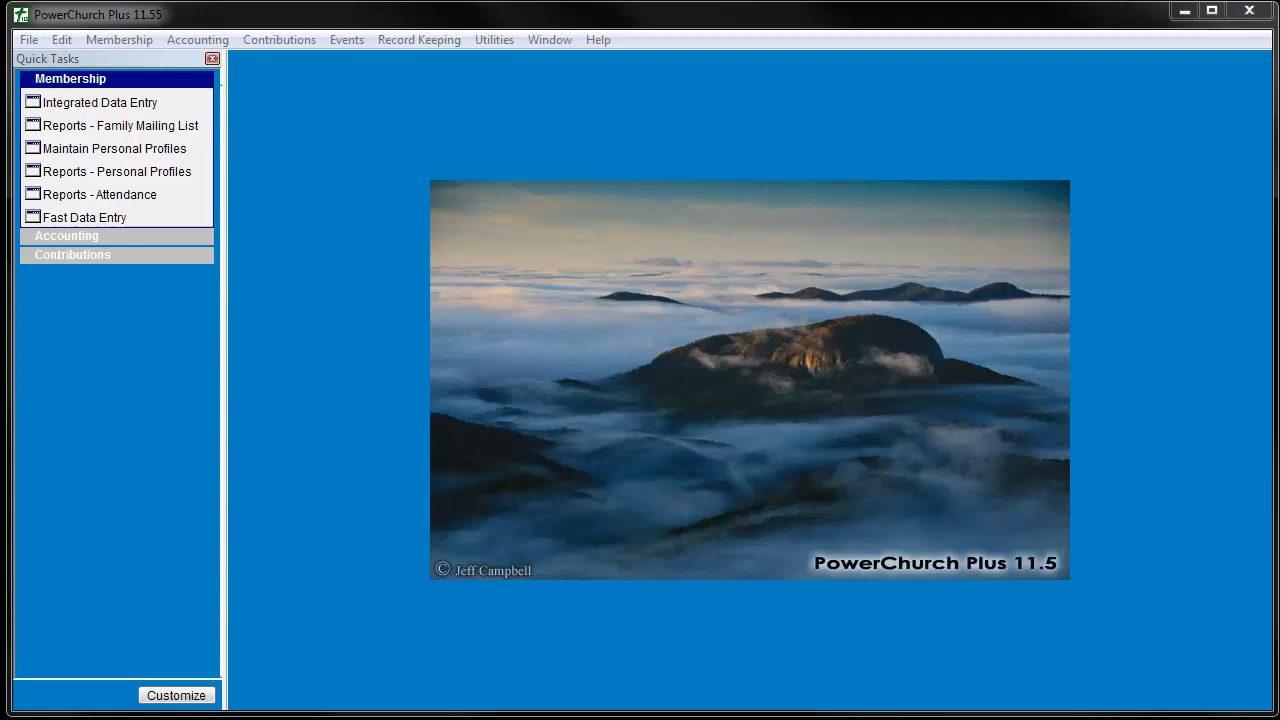 PowerChurch Plus 11.55
File Edit Membership Accounting Contributions Events Record Keeping Utilities Window Help
Quick Tasks
Membership
Integrated Data Entry
Reports - Family Mailing List
Maintain Personal Profiles
Reports - Personal Profiles
Reports - Attendance
Fast Data Entry
Accounting
Contributions
© Jeff Campbell
PowerChurch Plus 11.5
Customize